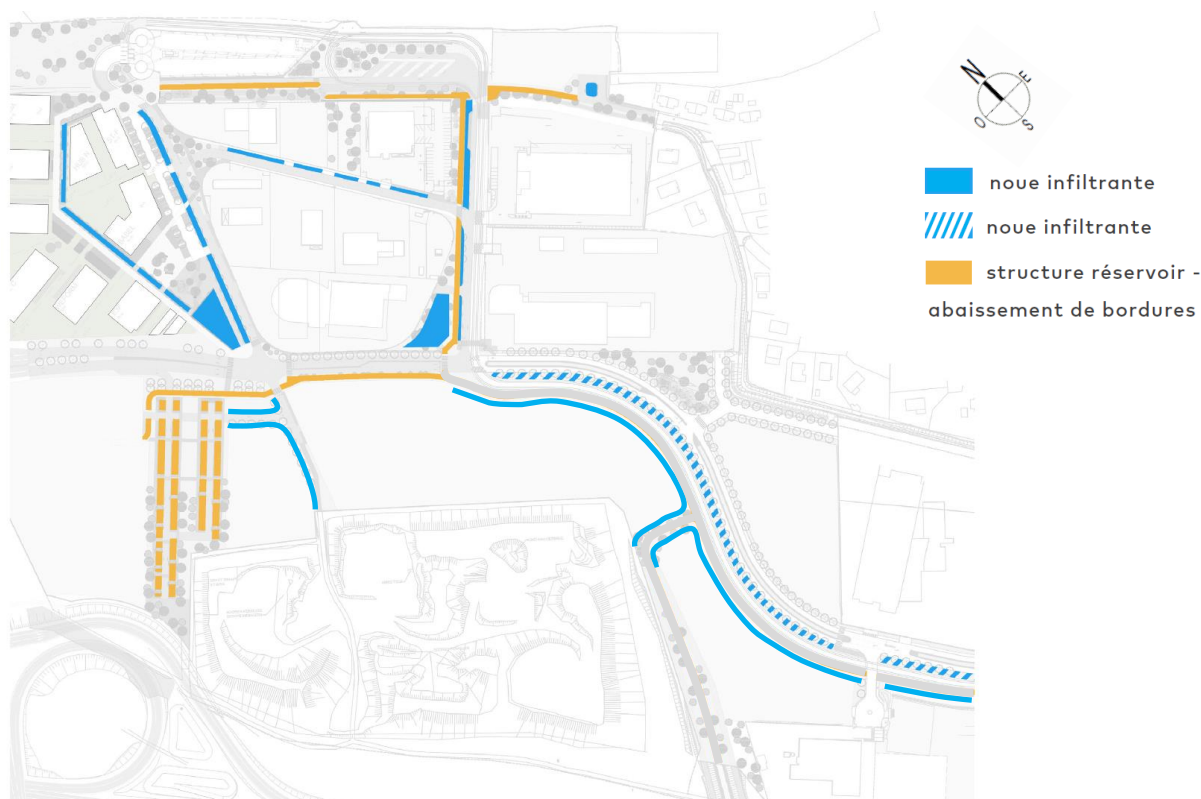 N
E
O
S
noue infiltrante
noue infiltrante
structure réservoir -
abaissement de bordures